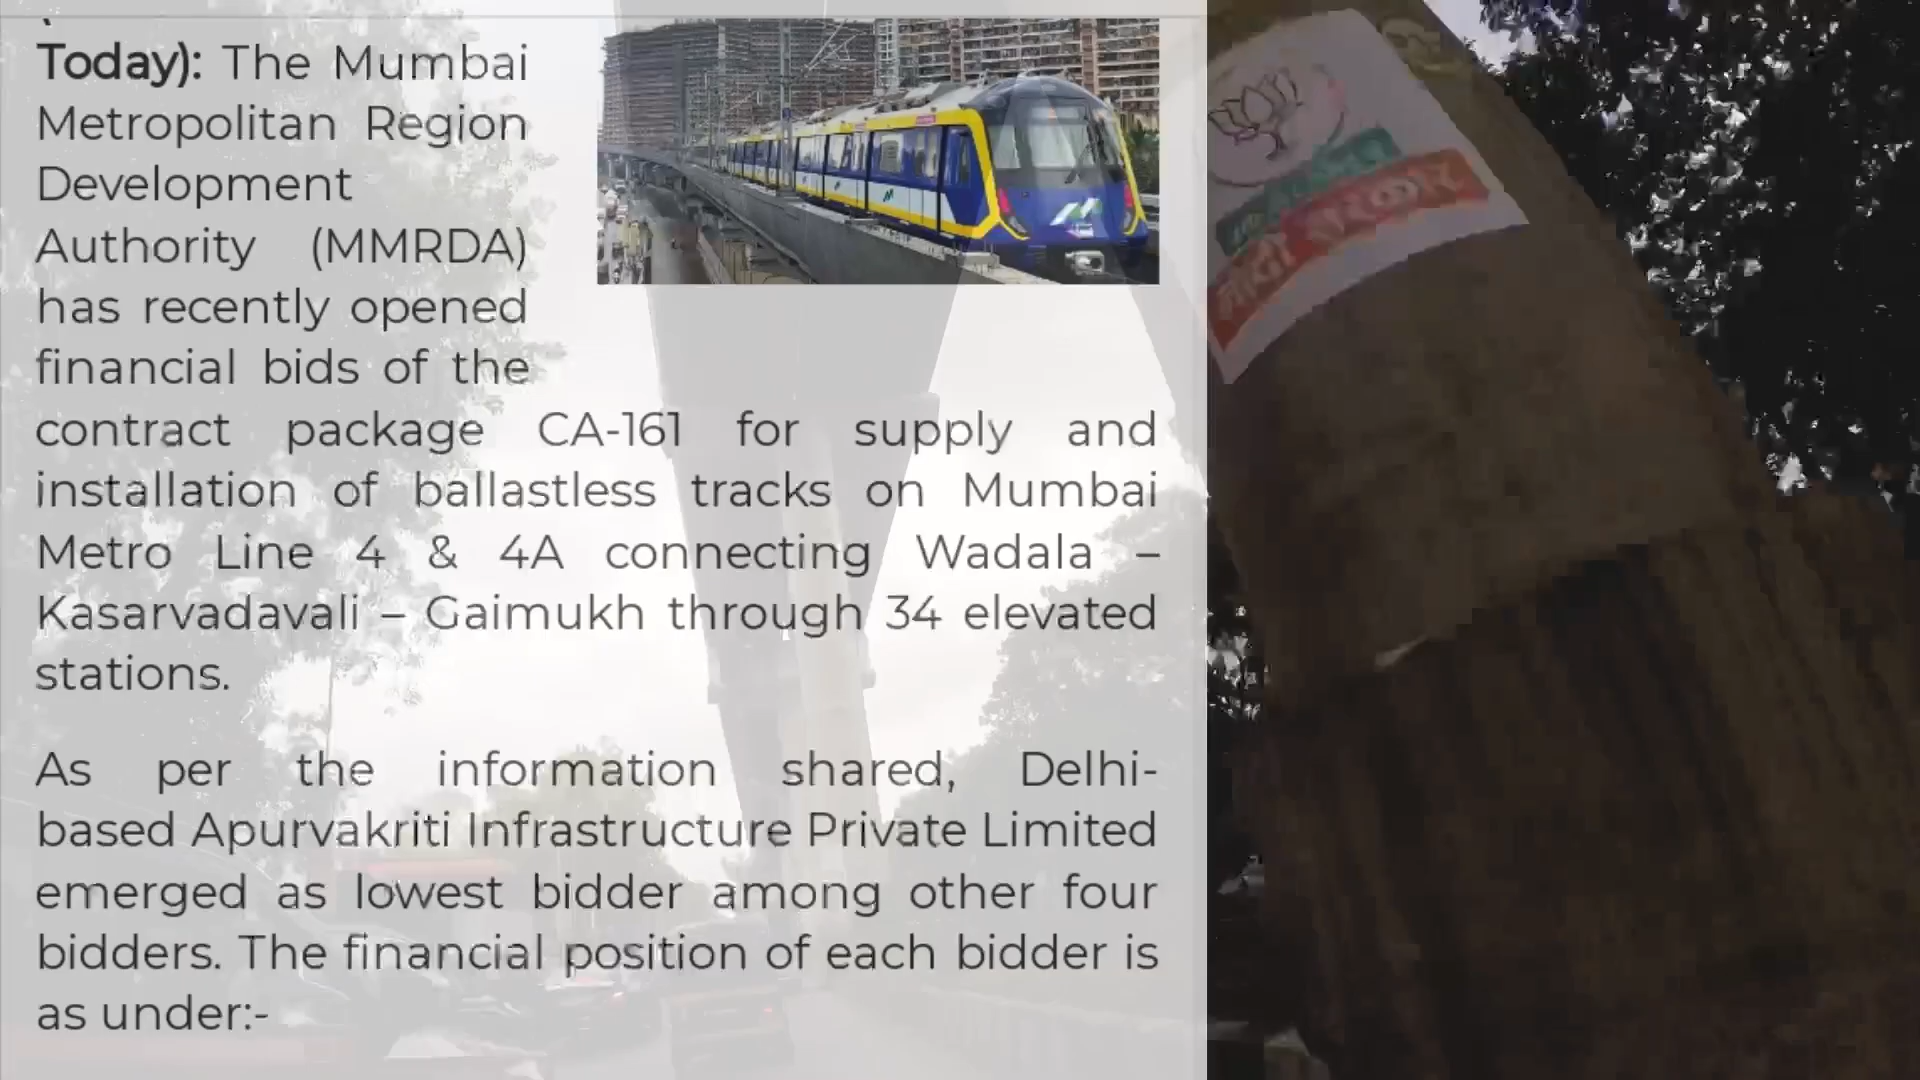 Today): The Mumbai
Metropolitan Region
Development
Authority (MMRDA)
has recently opened
financial bids of the
contract package CA-161 for supply and
installation of ballastless tracks on Mumbai
Metro Line 4 & 4A connecting Wadala –
Kasarvadavali – Gaimukh through 34 elevated
stations.
As per the information shared, Delhi-
based Apurvakriti Infrastructure Private Limited
emerged as lowest bidder among other four
bidders. The financial position of each bidder is
as under:-